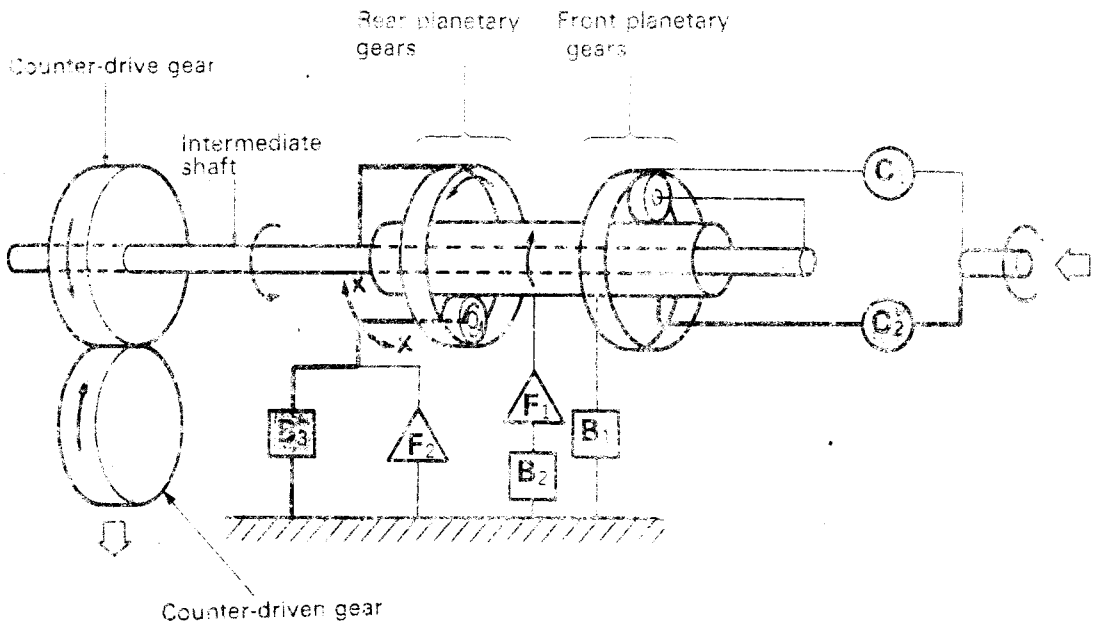 Rear planetary
gears
Front planetary
gears
Counter-drive gear
Intermediate
shaft
C1
X
X
C2
F1
B3
F2
B1
B2
Counter-driven gear